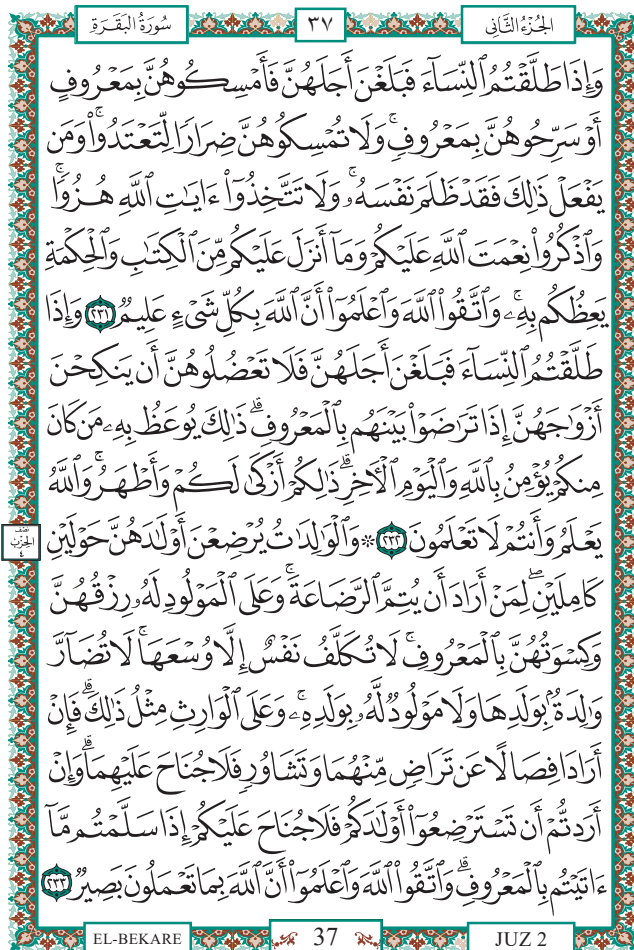 الجُزْءُ الثَّانِي
٣٧
سُورَةُ الْبَقَرَةِ
وَإِذَا طَلَّقْتُمُ ٱلنِّسَآءَ فَبَلَغْنَ أَجَلَهُنَّ فَأَمْسِكُوهُنَّ بِمَعْرُوفٍ
أَوْ سَرِّحُوهُنَّ بِمَعْرُوفٖۚ وَلَا تُمْسِكُوهُنَّ ضِرَارٗا لِّتَعْتَدُواْۚ وَمَن
يَفْعَلْ ذَٰلِكَ فَقَدْ ظَلَمَ نَفْسَهُۥۚ وَلَا تَتَّخِذُوٓاْ ءَايَٰتِ ٱللَّهِ هُزُوٗاۚ
وَٱذْكُرُواْ نِعْمَتَ ٱللَّهِ عَلَيْكُمْ وَمَآ أَنزَلَ عَلَيْكُم مِّنَ ٱلْكِتَٰبِ وَٱلْحِكْمَةِ
يَعِظُكُم بِهِۦۚ وَٱتَّقُواْ ٱللَّهَ وَٱعْلَمُوٓاْ أَنَّ ٱللَّهَ بِكُلِّ شَيْءٍ عَلِيمٞ ٢٣١ وَإِذَا
طَلَّقْتُمُ ٱلنِّسَآءَ فَبَلَغْنَ أَجَلَهُنَّ فَلَا تَعْضُلُوهُنَّ أَن يَنكِحْنَ
أَزْوَٰجَهُنَّ إِذَا تَرَٰضَوْاْ بَيْنَهُم بِٱلْمَعْرُوفِۗ ذَٰلِكَ يُوعَظُ بِهِۦ مَن كَانَ
مِنكُمْ يُؤْمِنُ بِٱللَّهِ وَٱلْيَوْمِ ٱلْأٓخِرِۗ ذَٰلِكُمْ أَزْكَىٰ لَكُمْ وَأَطْهَرُۚ وَٱللَّهُ
يَعْلَمُ وَأَنتُمْ لَا تَعْلَمُونَ ٢٣٢ ۞ وَٱلْوَٰلِدَٰتُ يُرْضِعْنَ أَوْلَٰدَهُنَّ حَوْلَيْنِ
نصف الحزب ٤
كَامِلَيْنِۖ لِمَنْ أَرَادَ أَن يُتِمَّ ٱلرَّضَاعَةَۚ وَعَلَى ٱلْمَوْلُودِ لَهُۥ رِزْقُهُنَّ
وَكِسْوَتُهُنَّ بِٱلْمَعْرُوفِۚ لَا تُكَلَّفُ نَفْسٌ إِلَّا وُسْعَهَاۚ لَا تُضَآرَّ
وَٰلِدَةُۢ بِوَلَدِهَا وَلَا مَوْلُودٞ لَّهُۥ بِوَلَدِهِۦۚ وَعَلَى ٱلْوَارِثِ مِثْلُ ذَٰلِكَۗ فَإِنْ
أَرَادَا فِصَالًا عَن تَرَاضٖ مِّنْهُمَا وَتَشَاوُرٖ فَلَا جُنَاحَ عَلَيْهِمَاۗ وَإِنْ
أَرَدتُّمْ أَن تَسْتَرْضِعُوٓاْ أَوْلَٰدَكُمْ فَلَا جُنَاحَ عَلَيْكُمْ إِذَا سَلَّمْتُم مَّآ
ءَاتَيْتُم بِٱلْمَعْرُوفِۗ وَٱتَّقُواْ ٱللَّهَ وَٱعْلَمُوٓاْ أَنَّ ٱللَّهَ بِمَا تَعْمَلُونَ بَصِيرٞ ٢٣٣
EL-BEKARE
37
JUZ 2